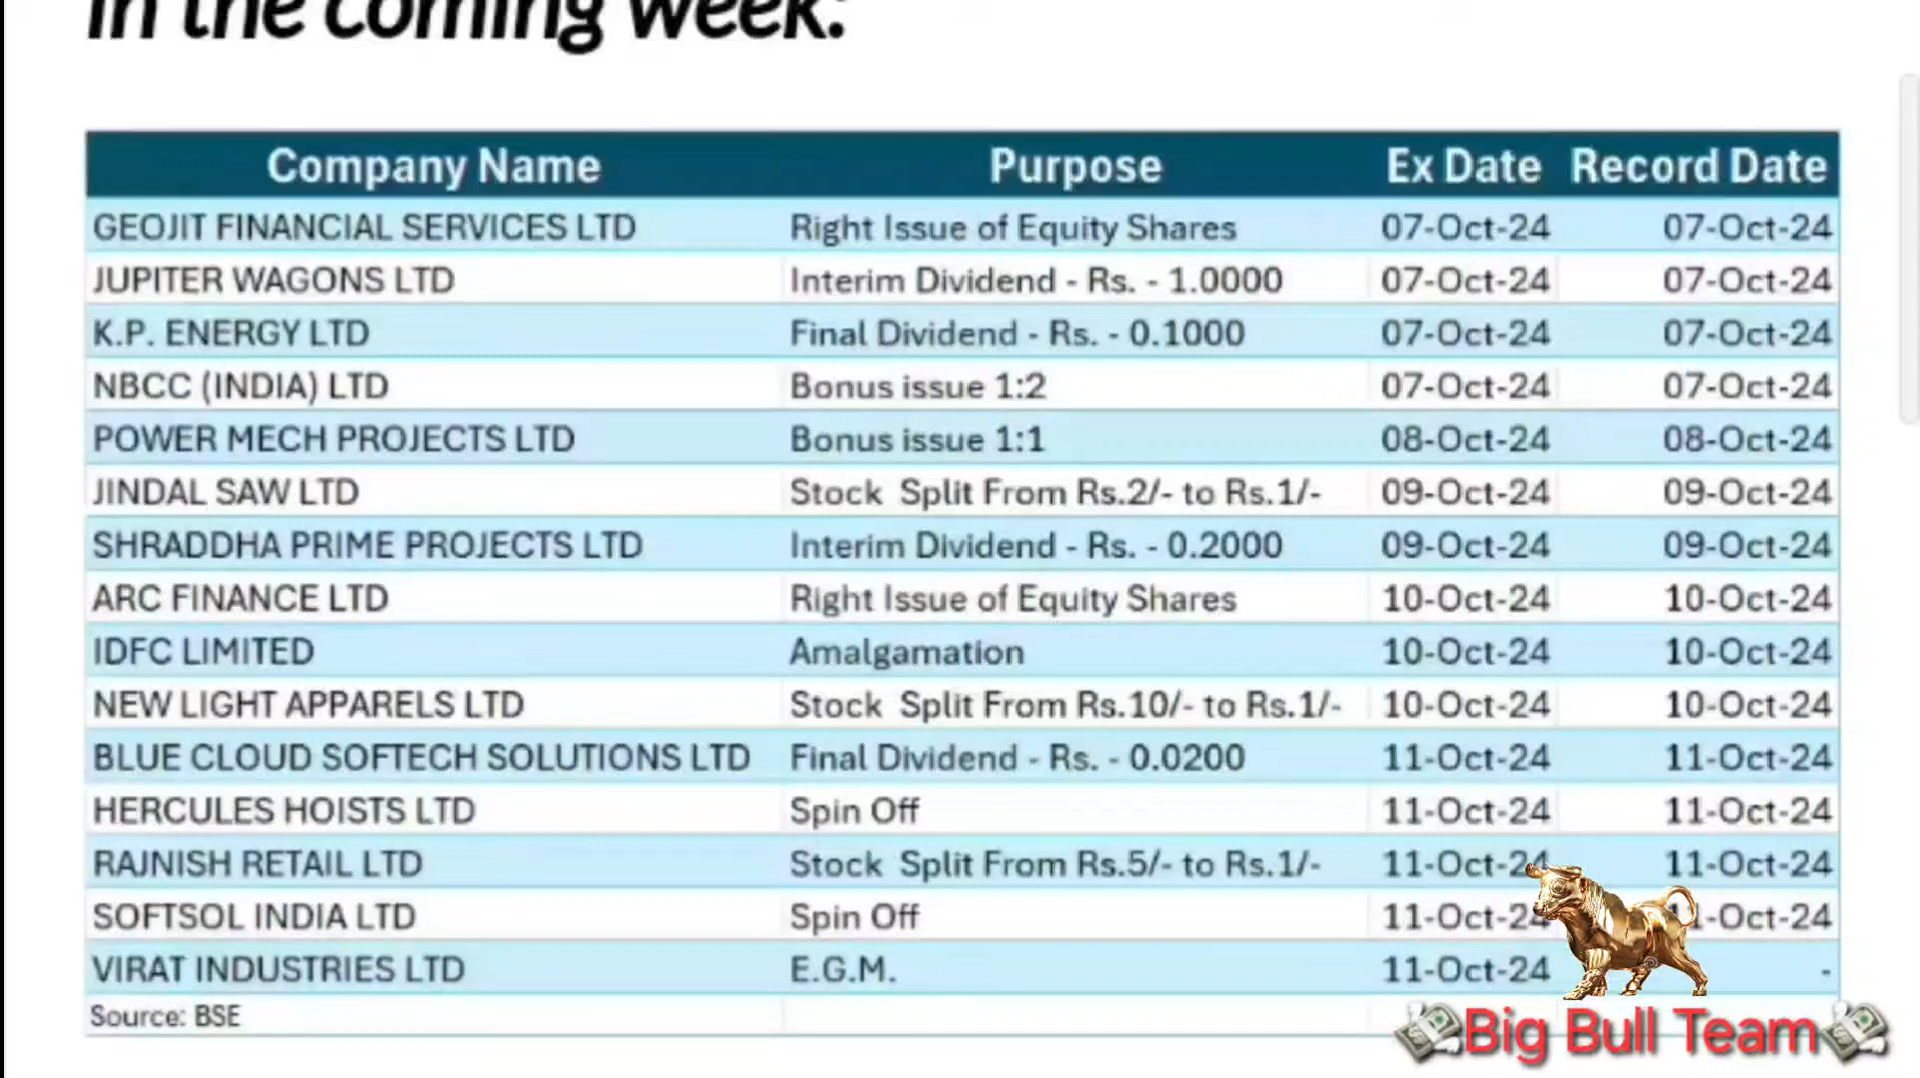 in the coming week:
Company Name Purpose Ex Date Record Date
GEOJIT FINANCIAL SERVICES LTD Right Issue of Equity Shares 07-Oct-24 07-Oct-24
JUPITER WAGONS LTD Interim Dividend - Rs. - 1.0000 07-Oct-24 07-Oct-24
K.P. ENERGY LTD Final Dividend - Rs. - 0.1000 07-Oct-24 07-Oct-24
NBCC (INDIA) LTD Bonus issue 1:2 07-Oct-24 07-Oct-24
POWER MECH PROJECTS LTD Bonus issue 1:1 08-Oct-24 08-Oct-24
JINDAL SAW LTD Stock Split From Rs.2/- to Rs.1/- 09-Oct-24 09-Oct-24
SHRADDHA PRIME PROJECTS LTD Interim Dividend - Rs. - 0.2000 09-Oct-24 09-Oct-24
ARC FINANCE LTD Right Issue of Equity Shares 10-Oct-24 10-Oct-24
IDFC LIMITED Amalgamation 10-Oct-24 10-Oct-24
NEW LIGHT APPARELS LTD Stock Split From Rs.10/- to Rs.1/- 10-Oct-24 10-Oct-24
BLUE CLOUD SOFTECH SOLUTIONS LTD Final Dividend - Rs. - 0.0200 11-Oct-24 11-Oct-24
HERCULES HOISTS LTD Spin Off 11-Oct-24 11-Oct-24
RAJNISH RETAIL LTD Stock Split From Rs.5/- to Rs.1/- 11-Oct-24 11-Oct-24
SOFTSOL INDIA LTD Spin Off 11-Oct-24 11-Oct-24
VIRAT INDUSTRIES LTD E.G.M. 11-Oct-24 -
Source: BSE
Big Bull Team